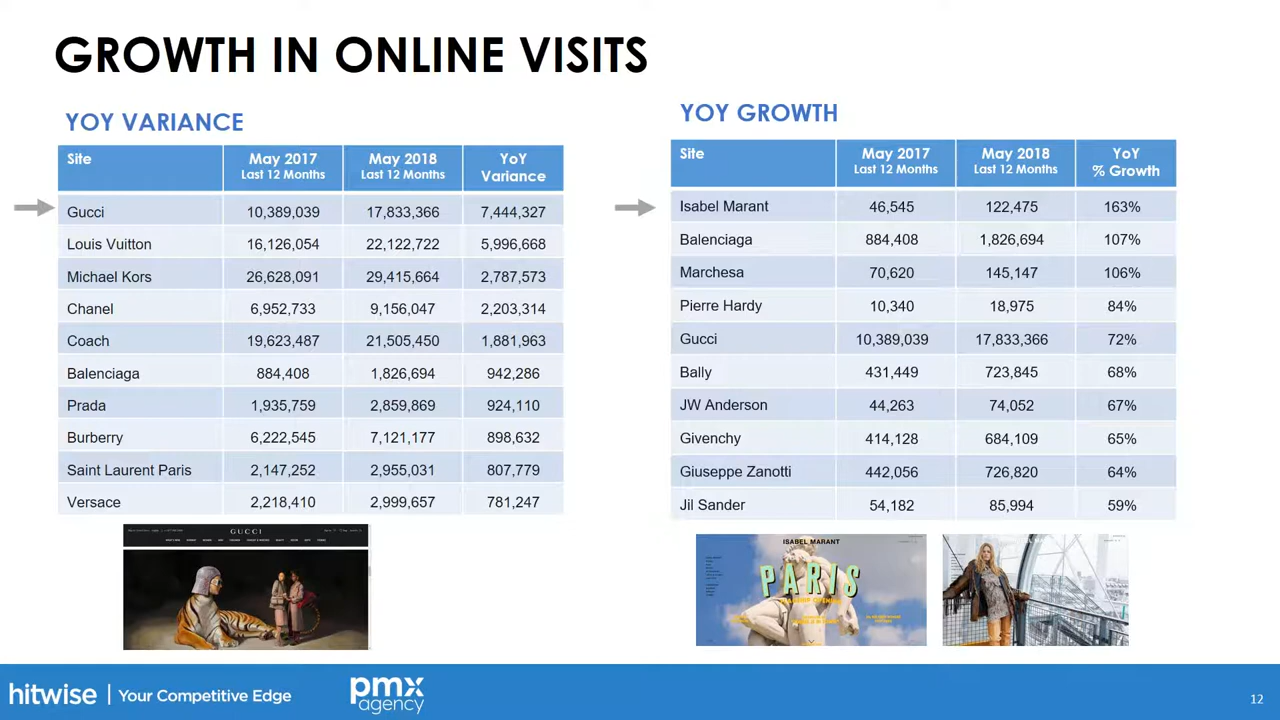 GROWTH IN ONLINE VISITS
YOY VARIANCE
Site May 2017 May 2018 YoY
Last 12 Months Last 12 Months Variance
Gucci 10,389,039 17,833,366 7,444,327
Louis Vuitton 16,126,054 22,122,722 5,996,668
Michael Kors 26,628,091 29,415,664 2,787,573
Chanel 6,952,733 9,156,047 2,203,314
Coach 19,623,487 21,505,450 1,881,963
Balenciaga 884,408 1,826,694 942,286
Prada 1,935,759 2,859,869 924,110
Burberry 6,222,545 7,121,177 898,632
Saint Laurent Paris 2,147,252 2,955,031 807,779
Versace 2,218,410 2,999,657 781,247
GUCCI
YOY GROWTH
Site May 2017 May 2018 YoY
Last 12 Months Last 12 Months % Growth
Isabel Marant 46,545 122,475 163%
Balenciaga 884,408 1,826,694 107%
Marchesa 70,620 145,147 106%
Pierre Hardy 10,340 18,975 84%
Gucci 10,389,039 17,833,366 72%
Bally 431,449 723,845 68%
JW Anderson 44,263 74,052 67%
Givenchy 414,128 684,109 65%
Giuseppe Zanotti 442,056 726,820 64%
Jil Sander 54,182 85,994 59%
ISABEL MARANT
PARIS
hitwise | Your Competitive Edge
pmx
agency
12